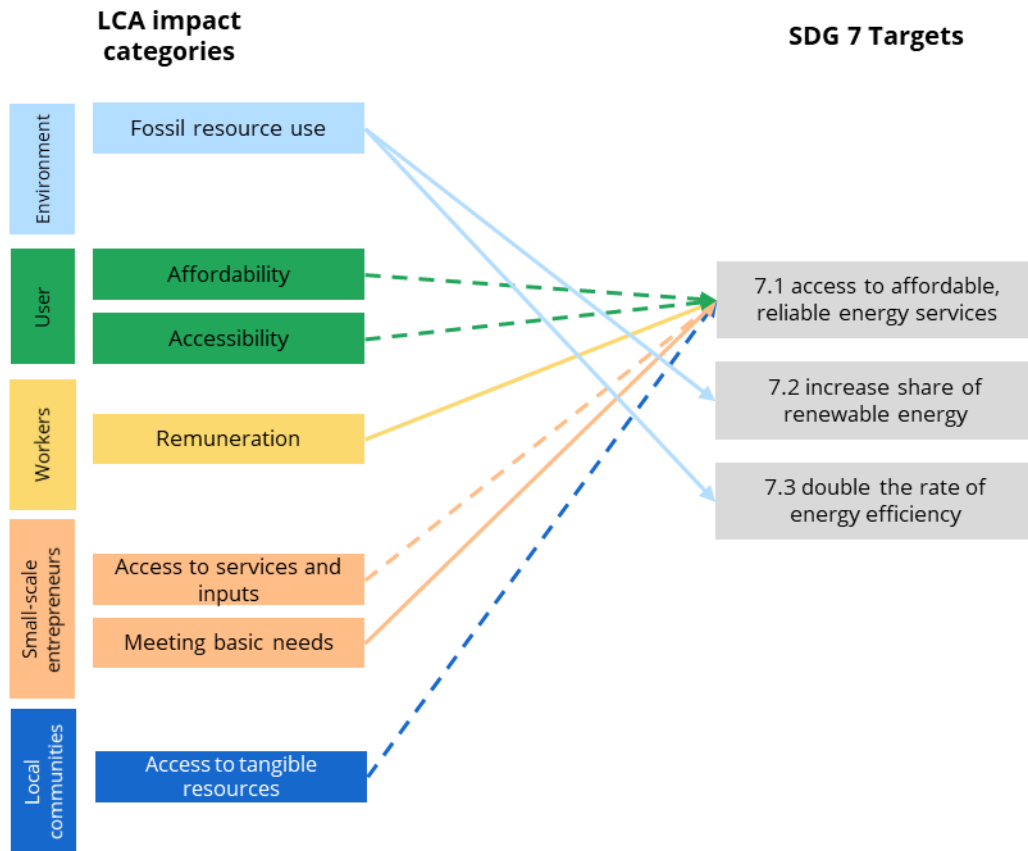 LCA impact
categories
SDG 7 Targets
Environment
Fossil resource use
User
Affordability
Accessibility
Workers
Remuneration
Small-scale
entrepreneurs
Access to services and
inputs
Meeting basic needs
Local
communities
Access to tangible
resources
7.1 access to affordable,
reliable energy services
7.2 increase share of
renewable energy
7.3 double the rate of
energy efficiency